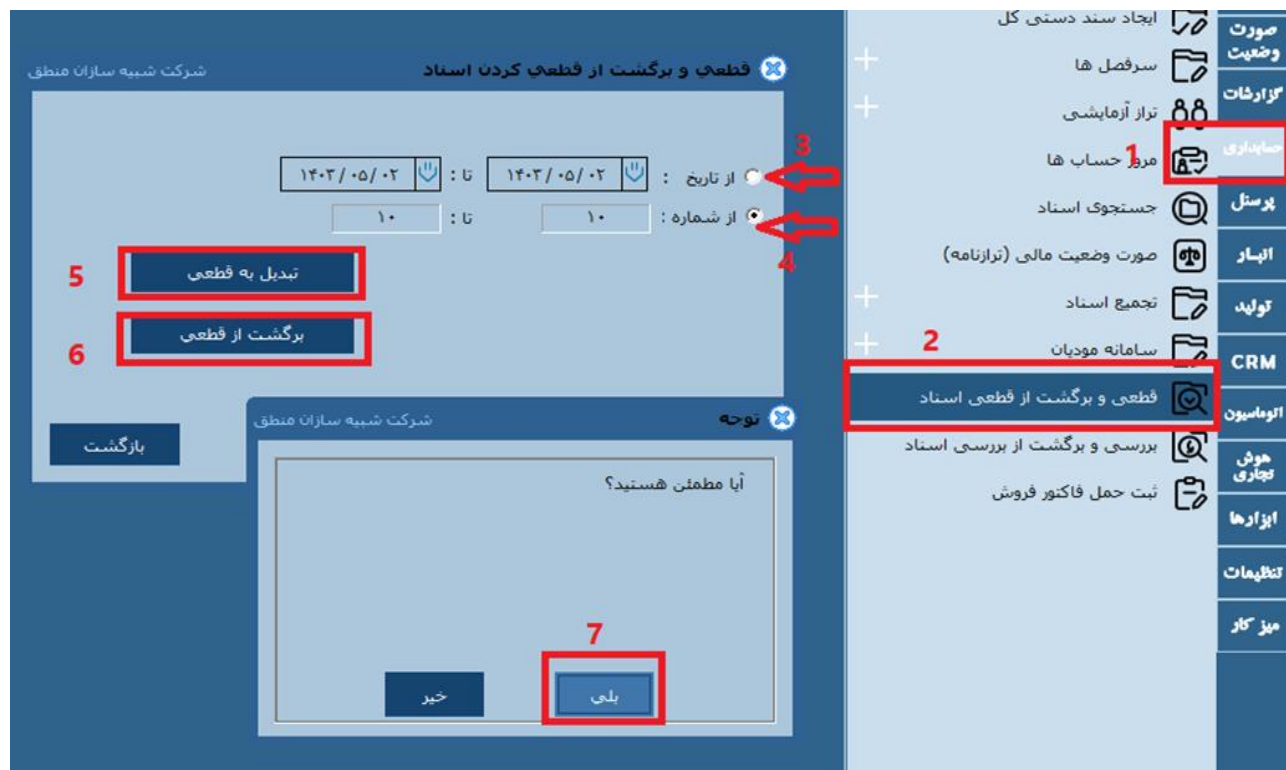 صورت وضعیت
گزارشات
حسابداری
پرسنل
انبار
تولید
CRM
اتوماسیون
هوش تجاری
ابزارها
تنظیمات
میز کار
ایجاد سند دستی کل
سرفصل ها
تراز آزمایشی
مرور حساب ها
جستجوی اسناد
صورت وضعیت مالی (ترازنامه)
تجمیع اسناد
سامانه مودیان
قطعی و برگشت از قطعی اسناد
بررسی و برگشت از بررسی اسناد
ثبت حمل فاکتور فروش
1
2
قطعي و برگشت از قطعي کردن اسناد
شرکت شبیه سازان منطق
3
از تاریخ : ۱۴۰۳/۰۵/۰۲ تا : ۱۴۰۳/۰۵/۰۲
از شماره : ۱۰ تا : ۱۰
4
تبدیل به قطعی
5
برگشت از قطعی
6
بازگشت
توجه
شرکت شبیه سازان منطق
آیا مطمئن هستید؟
7
بلی
خیر